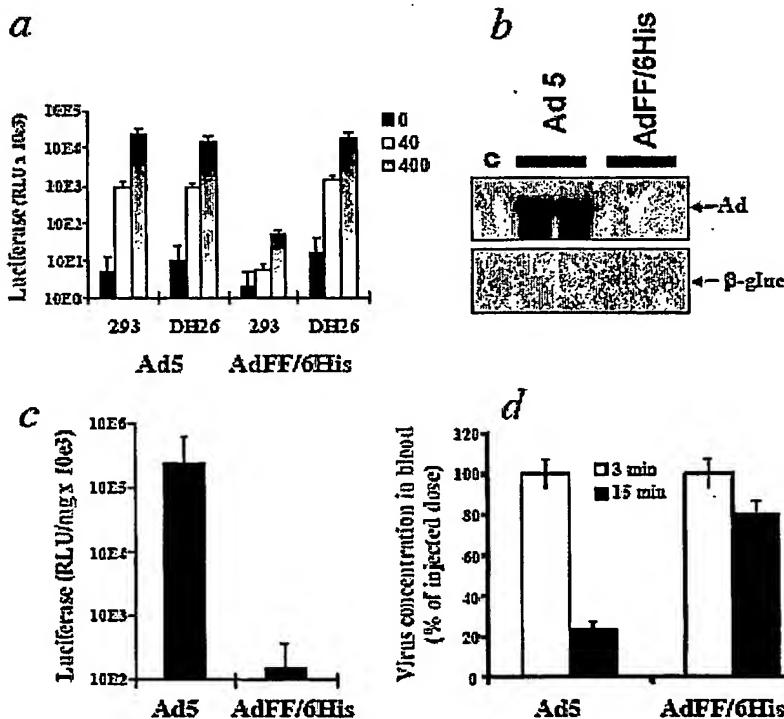 a
Luciferase (RLU x 10e3)
10E5
10E4
10E3
10E2
10E1
10E0
0
40
400
293 DH26 293 DH26
Ad5 AdFF/6His
b
Ad 5
AdFF/6His
c
Ad
β-gluc
c
Luciferase (RLU/mg x 10e3)
10E6
10E5
10E4
10E3
10E2
Ad5 AdFF/6His
d
Virus concentration in blood
(% of injected dose)
120
100
80
60
40
20
0
3 min
15 min
Ad5 AdFF/6His